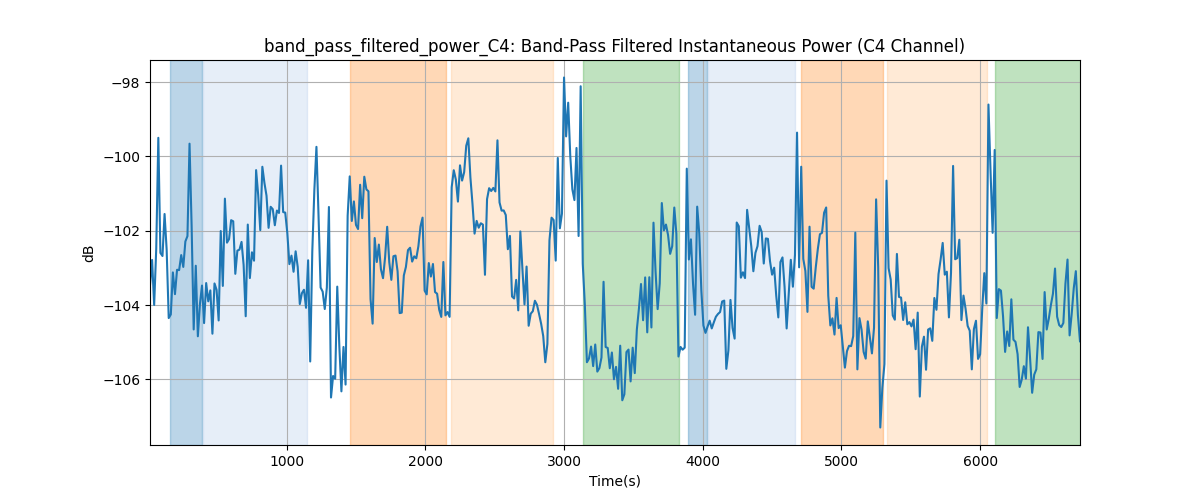 band_pass_filtered_power_C4: Band-Pass Filtered Instantaneous Power (C4 Channel)
−98
−100
−102
−104
−106
dB
1000 2000 3000 4000 5000 6000
Time(s)